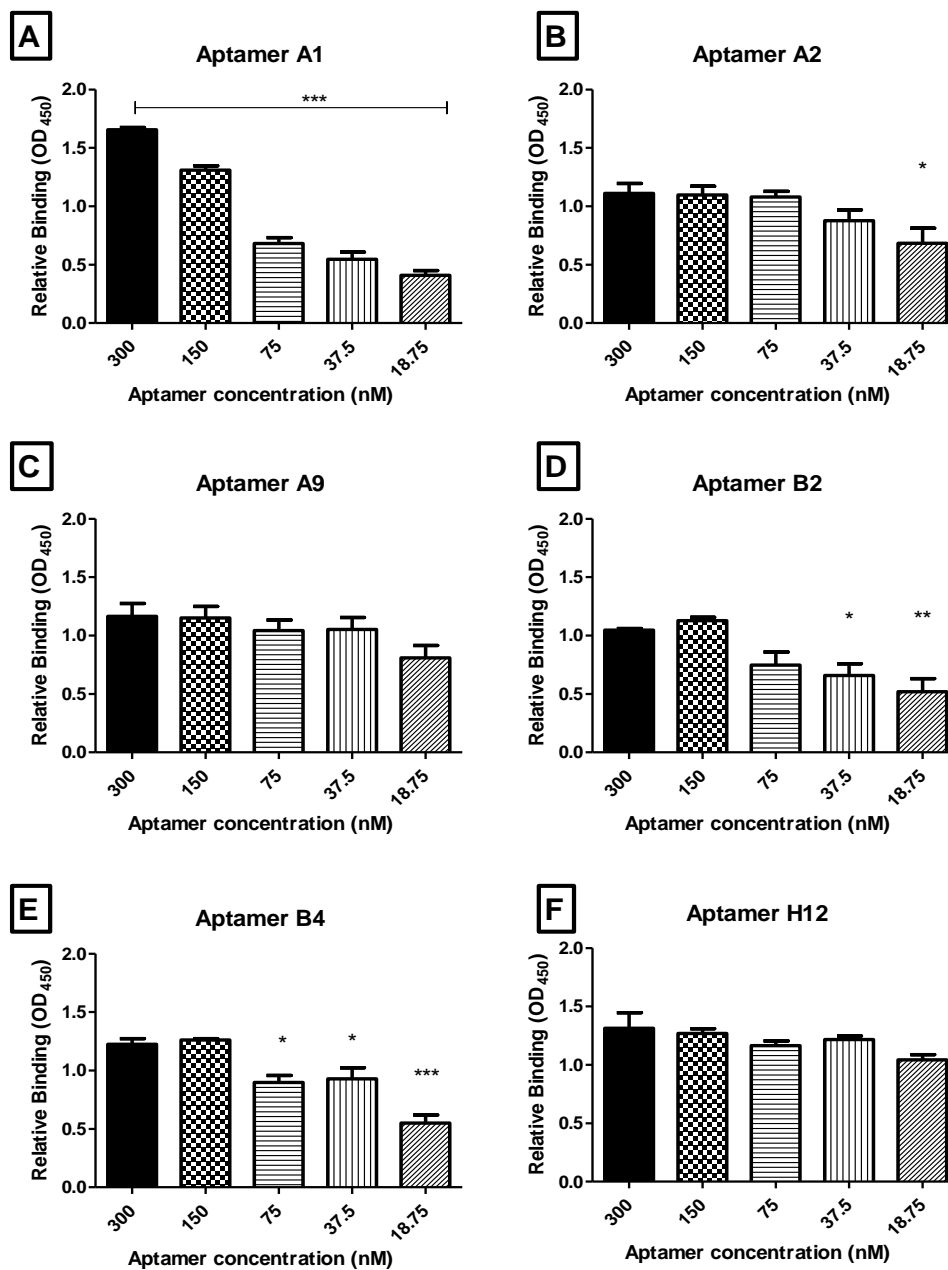 A
Aptamer A1
Relative Binding (OD450)
2.0
1.5
1.0
0.5
0.0
***
300
150
75
37.5
18.75
Aptamer concentration (nM)
B
Aptamer A2
Relative Binding (OD450)
2.0
1.5
1.0
0.5
0.0
*
300
150
75
37.5
18.75
Aptamer concentration (nM)
C
Aptamer A9
Relative Binding (OD450)
2.0
1.5
1.0
0.5
0.0
300
150
75
37.5
18.75
Aptamer concentration (nM)
D
Aptamer B2
Relative Binding (OD450)
2.0
1.5
1.0
0.5
0.0
*
**
300
150
75
37.5
18.75
Aptamer concentration (nM)
E
Aptamer B4
Relative Binding (OD450)
2.0
1.5
1.0
0.5
0.0
*
*
***
300
150
75
37.5
18.75
Aptamer concentration (nM)
F
Aptamer H12
Relative Binding (OD450)
2.0
1.5
1.0
0.5
0.0
300
150
75
37.5
18.75
Aptamer concentration (nM)